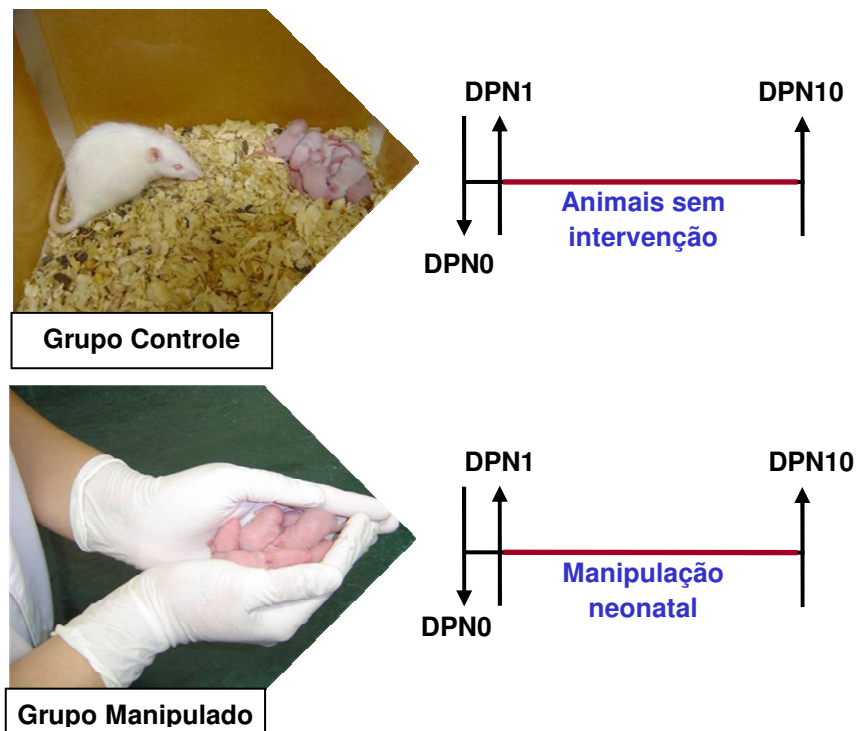 DPN1
DPN10
Animais sem
intervenção
DPN0
Grupo Controle
DPN1
DPN10
Manipulação
neonatal
DPN0
Grupo Manipulado